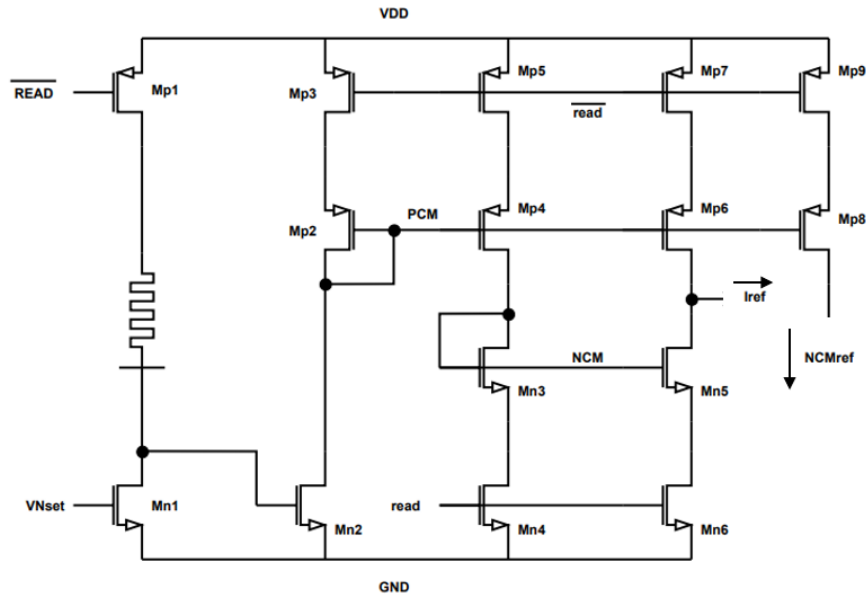 VDD
READ
Mp1
Mp3
Mp5
Mp7
Mp9
read
Mp2
PCM
Mp4
Mp6
Mp8
Iref
NCM
NCMref
Mn3
Mn5
VNset
Mn1
Mn2
read
Mn4
Mn6
GND